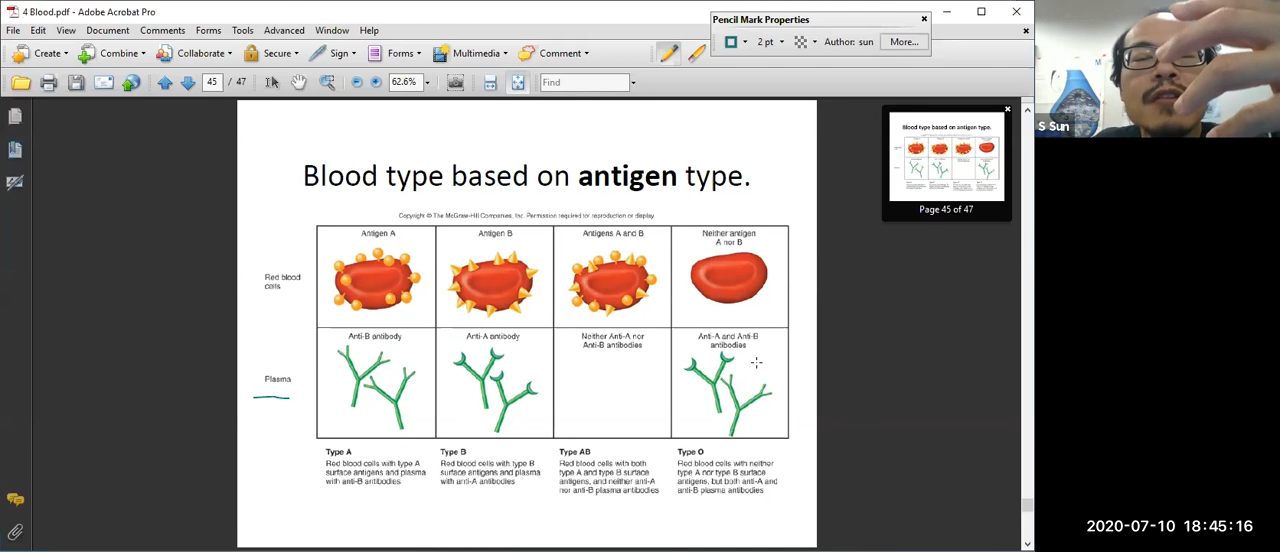 4 Blood.pdf - Adobe Acrobat Pro
File Edit View Document Comments Forms Tools Advanced Window Help
Create Combine Collaborate Secure Sign Forms Multimedia Comment
45 / 47 62.6% Find
Pencil Mark Properties
2 pt Author: sun More...
S Sun
Blood type based on antigen type.
Copyright © The McGraw-Hill Companies, Inc. Permission required for reproduction or display.
Antigen A
Antigen B
Antigens A and B
Neither antigen
A nor B
Red blood
cells
Anti-B antibody
Anti-A antibody
Neither Anti-A nor
Anti-B antibodies
Anti-A and Anti-B
antibodies
Plasma
Type A
Red blood cells with type A
surface antigens and plasma
with anti-B antibodies
Type B
Red blood cells with type B
surface antigens and plasma
with anti-A antibodies
Type AB
Red blood cells with both
type A and type B surface
antigens, and neither anti-A
nor anti-B plasma antibodies
Type O
Red blood cells with neither
type A nor type B surface
antigens, but both anti-A and
anti-B plasma antibodies
Blood type based on antigen type.
Page 45 of 47
2020-07-10 18:45:16